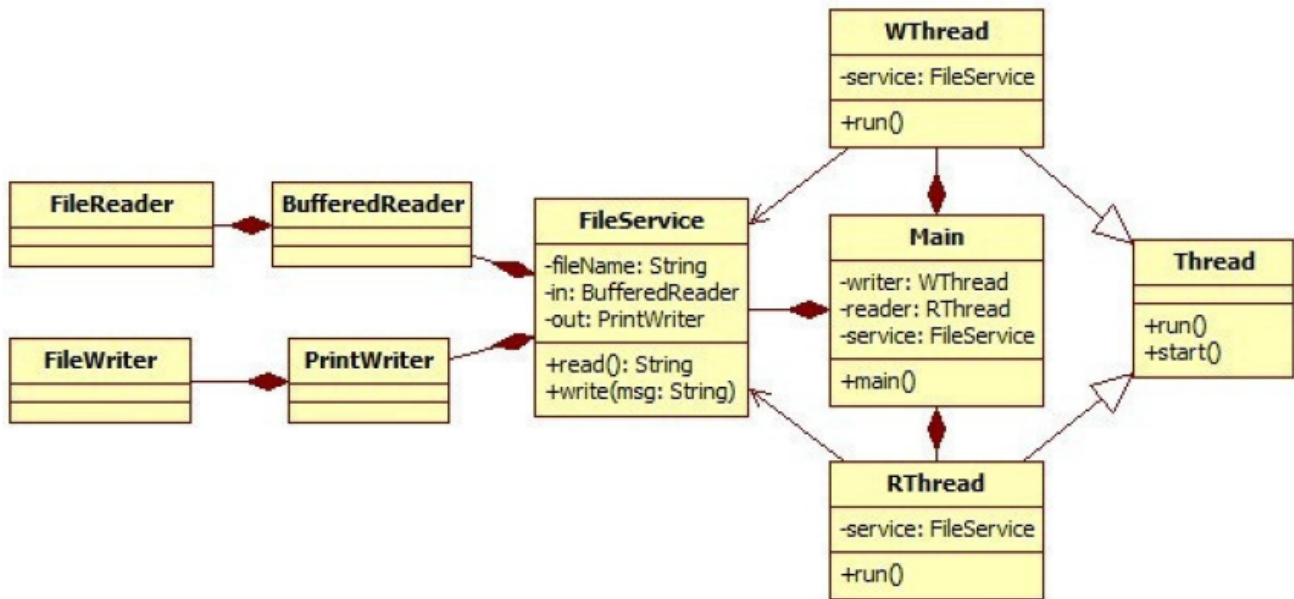 WThread
-service: FileService
+run()
FileReader
BufferedReader
FileService
-fileName: String
-in: BufferedReader
-out: PrintWriter
+read(): String
+write(msg: String)
Main
-writer: WThread
-reader: RThread
-service: FileService
+main()
Thread
+run()
+start()
FileWriter
PrintWriter
RThread
-service: FileService
+run()